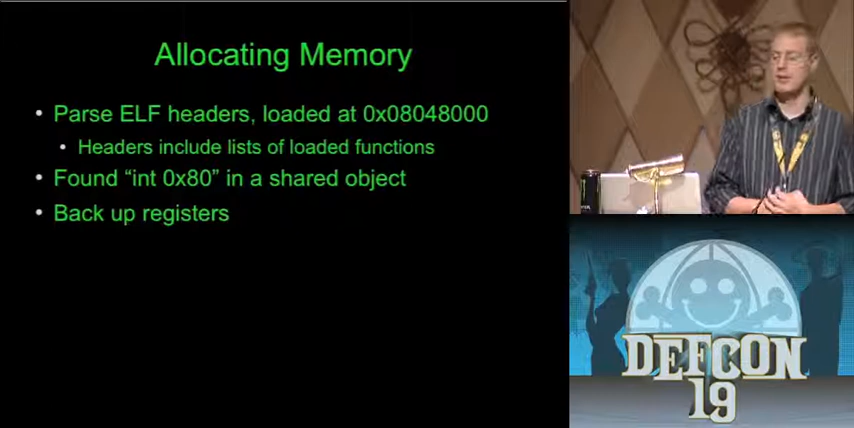 Allocating Memory
• Parse ELF headers, loaded at 0x08048000
• Headers include lists of loaded functions
• Found “int 0x80” in a shared object
• Back up registers
DEFCON
19